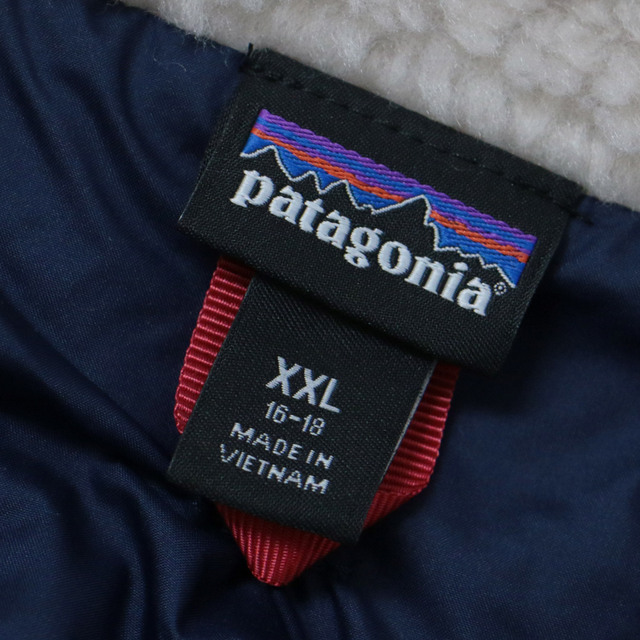 patagonia®
XXL
16-18
MADE IN
VIETNAM